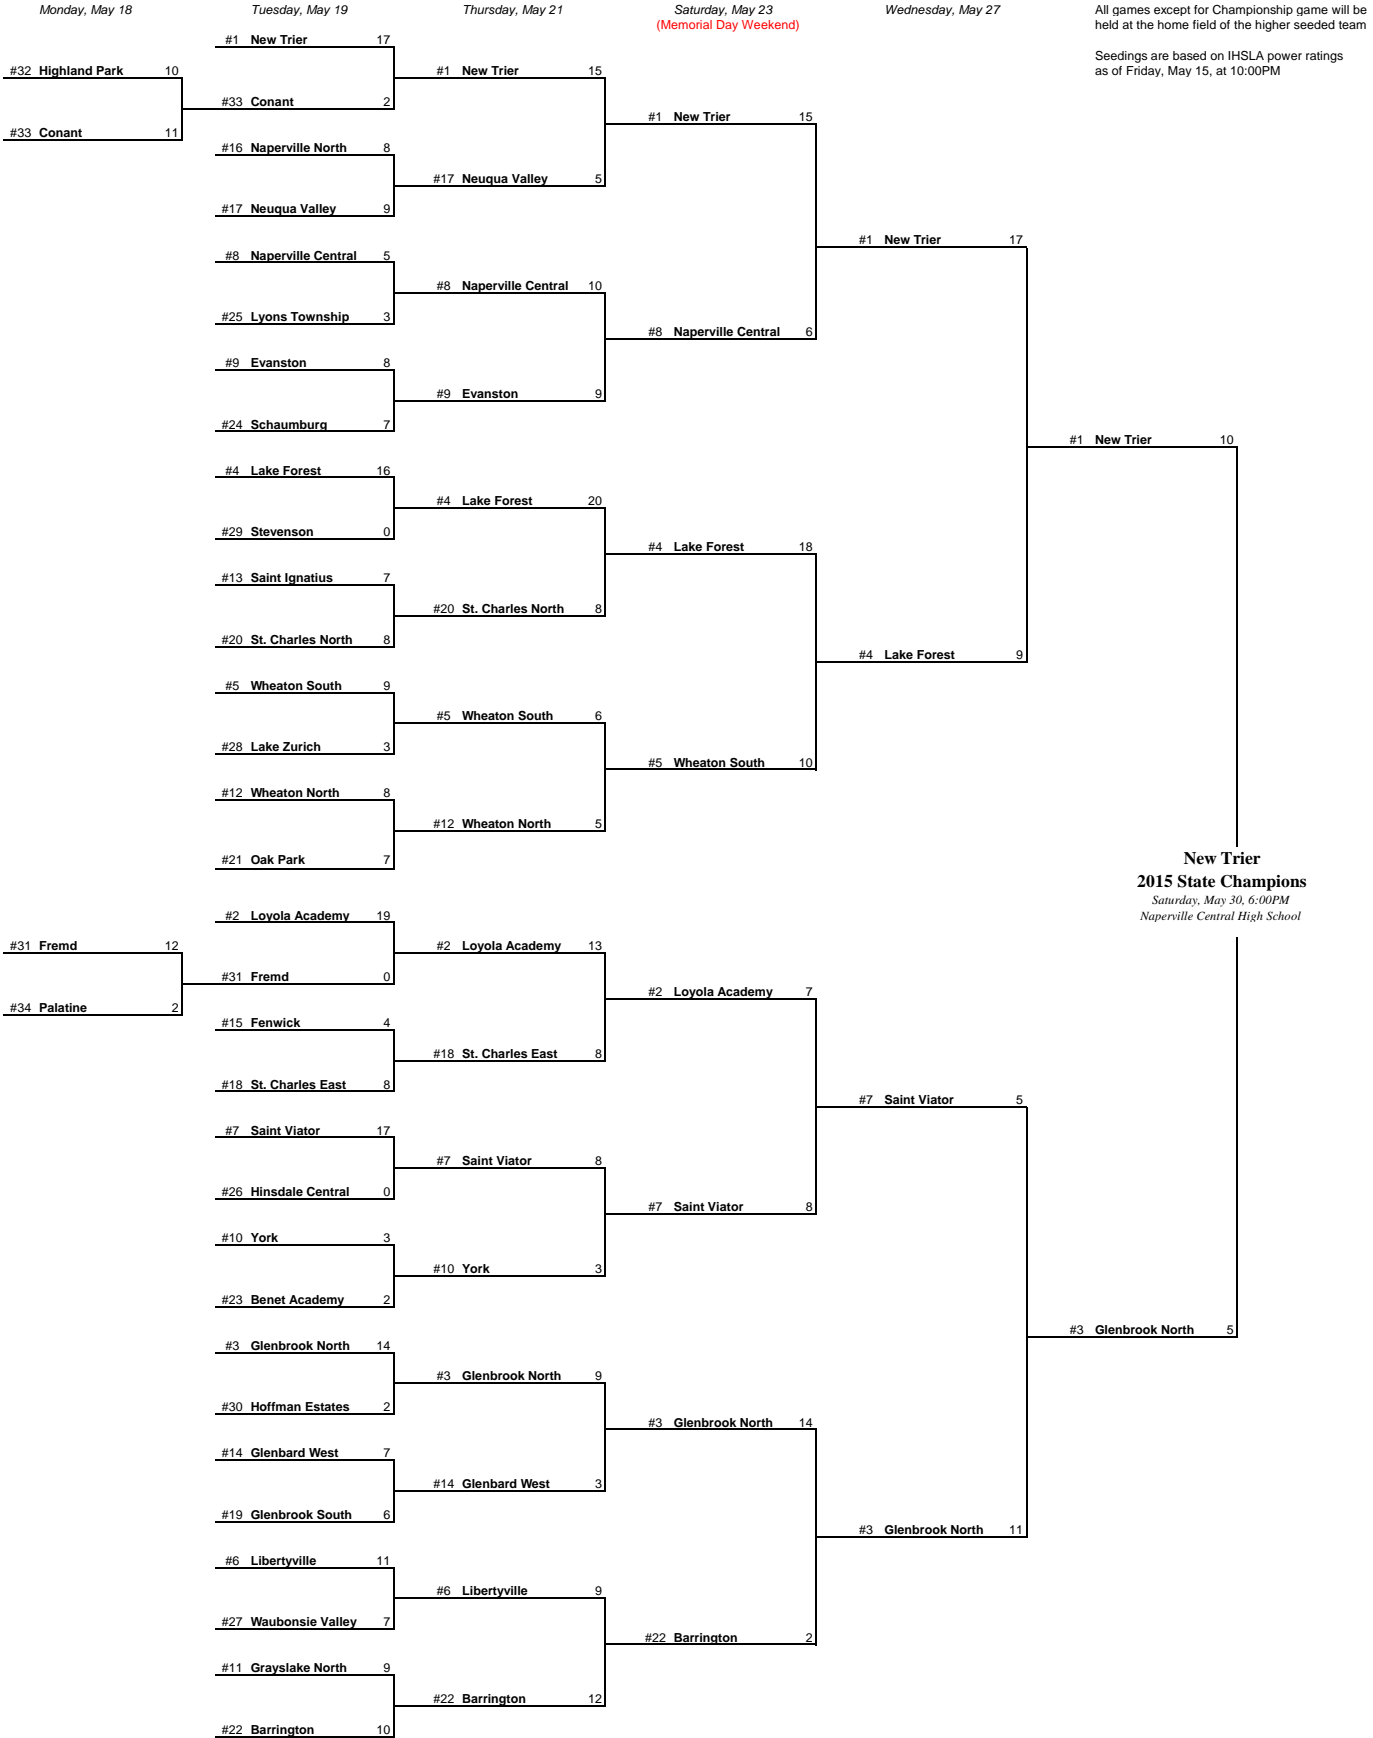 Monday, May 18
Tuesday, May 19
Thursday, May 21
Saturday, May 23
(Memorial Day Weekend)
Wednesday, May 27
All games except for Championship game will be
held at the home field of the higher seeded team
Seedings are based on IHSLA power ratings
as of Friday, May 15, at 10:00PM
#32 Highland Park 10
#33 Conant 11
#31 Fremd 12
#34 Palatine 2
#1 New Trier 17
#33 Conant 2
#16 Naperville North 8
#17 Neuqua Valley 9
#8 Naperville Central 5
#25 Lyons Township 3
#9 Evanston 8
#24 Schaumburg 7
#4 Lake Forest 16
#29 Stevenson 0
#13 Saint Ignatius 7
#20 St. Charles North 8
#5 Wheaton South 9
#28 Lake Zurich 3
#12 Wheaton North 8
#21 Oak Park 7
#2 Loyola Academy 19
#31 Fremd 0
#15 Fenwick 4
#18 St. Charles East 8
#7 Saint Viator 17
#26 Hinsdale Central 0
#10 York 3
#23 Benet Academy 2
#3 Glenbrook North 14
#30 Hoffman Estates 2
#14 Glenbard West 7
#19 Glenbrook South 6
#6 Libertyville 11
#27 Waubonsie Valley 7
#11 Grayslake North 9
#22 Barrington 10
#1 New Trier 15
#17 Neuqua Valley 5
#8 Naperville Central 10
#9 Evanston 9
#4 Lake Forest 20
#20 St. Charles North 8
#5 Wheaton South 6
#12 Wheaton North 5
#2 Loyola Academy 13
#18 St. Charles East 8
#7 Saint Viator 8
#10 York 3
#3 Glenbrook North 9
#14 Glenbard West 3
#6 Libertyville 9
#22 Barrington 12
#1 New Trier 15
#8 Naperville Central 6
#4 Lake Forest 18
#5 Wheaton South 10
#2 Loyola Academy 7
#7 Saint Viator 8
#3 Glenbrook North 14
#22 Barrington 2
#1 New Trier 17
#4 Lake Forest 9
#7 Saint Viator 5
#3 Glenbrook North 11
#1 New Trier 10
#3 Glenbrook North 5
New Trier
2015 State Champions
Saturday, May 30, 6:00PM
Naperville Central High School